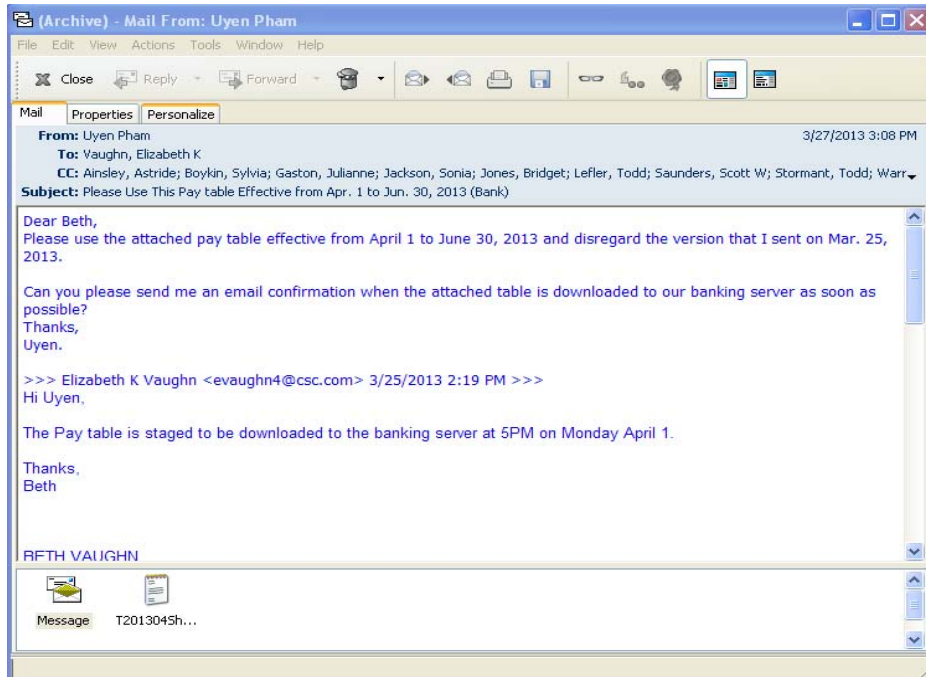 (Archive) - Mail From: Uyen Pham
File Edit View Actions Tools Window Help
Close Reply Forward
Mail Properties Personalize
From: Uyen Pham 3/27/2013 3:08 PM
To: Vaughn, Elizabeth K
CC: Ainsley, Astride; Boykin, Sylvia; Gaston, Julianne; Jackson, Sonia; Jones, Bridget; Lefler, Todd; Saunders, Scott W; Stormant, Todd; Warr
Subject: Please Use This Pay table Effective from Apr. 1 to Jun. 30, 2013 (Bank)
Dear Beth,
Please use the attached pay table effective from April 1 to June 30, 2013 and disregard the version that I sent on Mar. 25,
2013.
Can you please send me an email confirmation when the attached table is downloaded to our banking server as soon as
possible?
Thanks,
Uyen.
>>> Elizabeth K Vaughn <evaughn4@csc.com> 3/25/2013 2:19 PM >>>
Hi Uyen,
The Pay table is staged to be downloaded to the banking server at 5PM on Monday April 1.
Thanks,
Beth
BETH VAUGHN
Message T201304Sh...